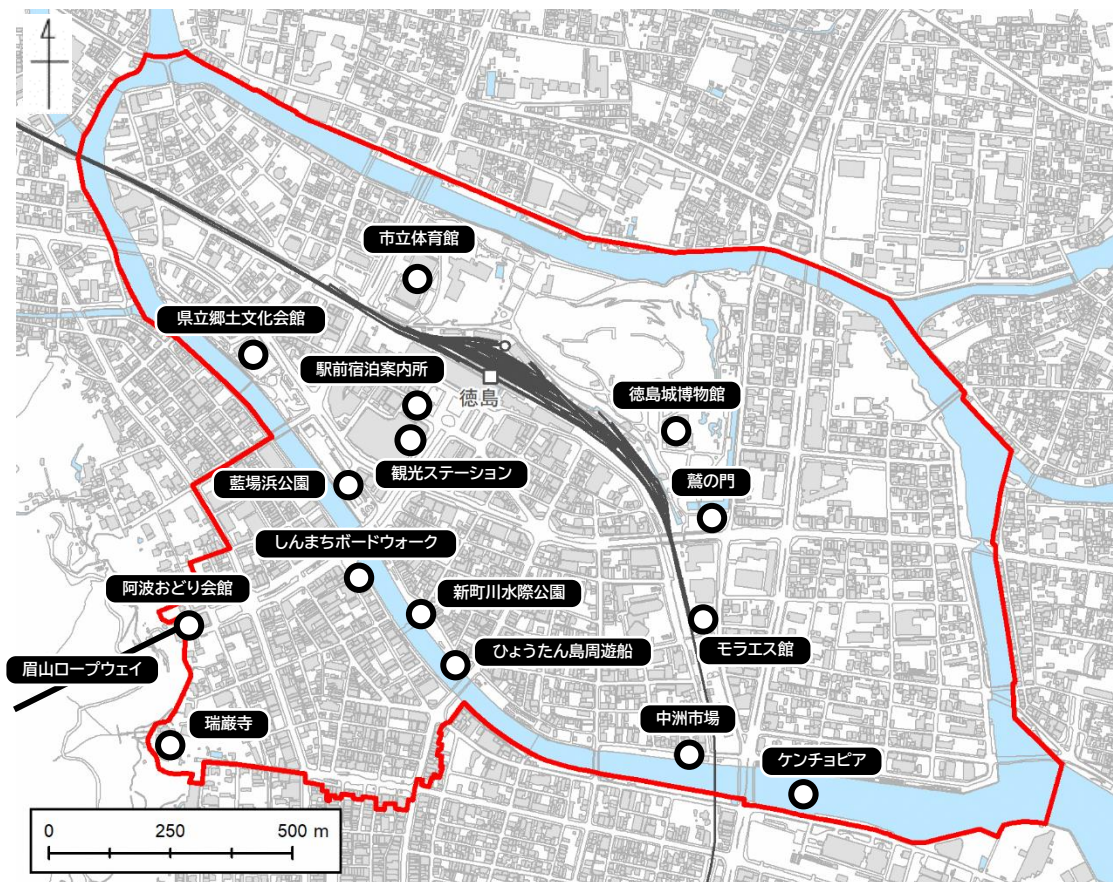 市立体育館
県立郷土文化会館
駅前宿泊案内所
徳島
徳島城博物館
観光ステーション
藍場浜公園
鷲の門
しんまちボードウォーク
阿波おどり会館
新町川水際公園
眉山ロープウェイ
ひょうたん島周遊船
モラエス館
瑞巌寺
中洲市場
ケンチョピア
0 250 500 m